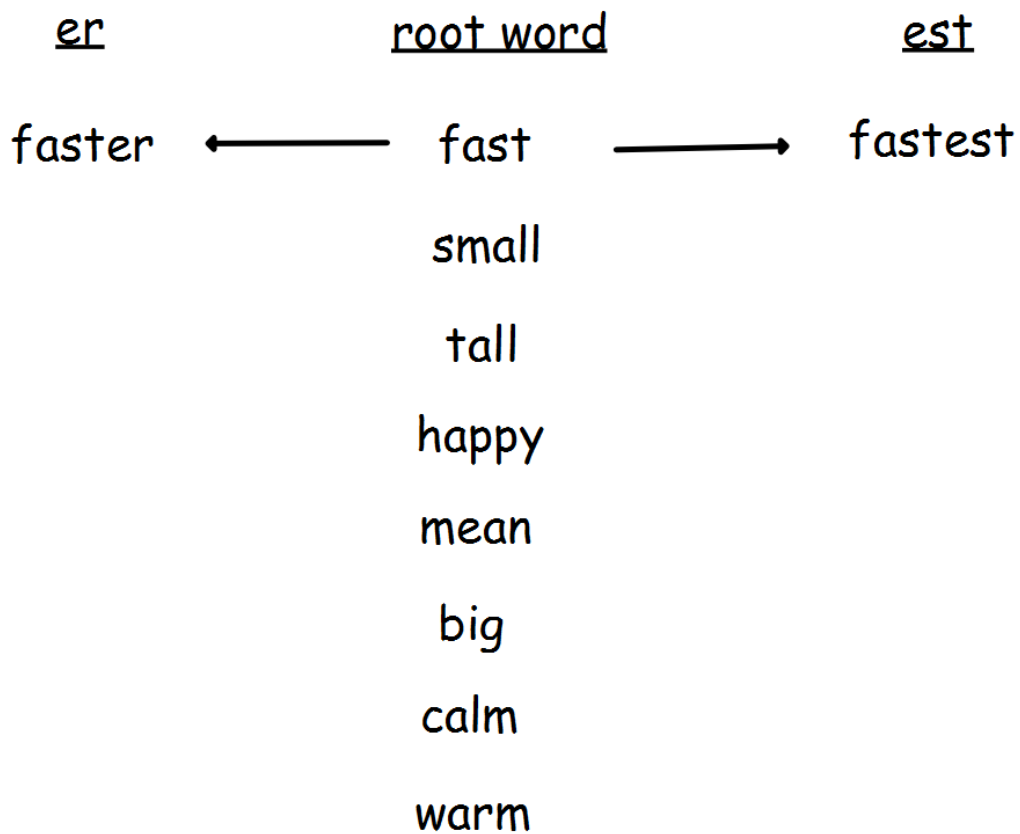 er root word est
faster fast fastest
small
tall
happy
mean
big
calm
warm